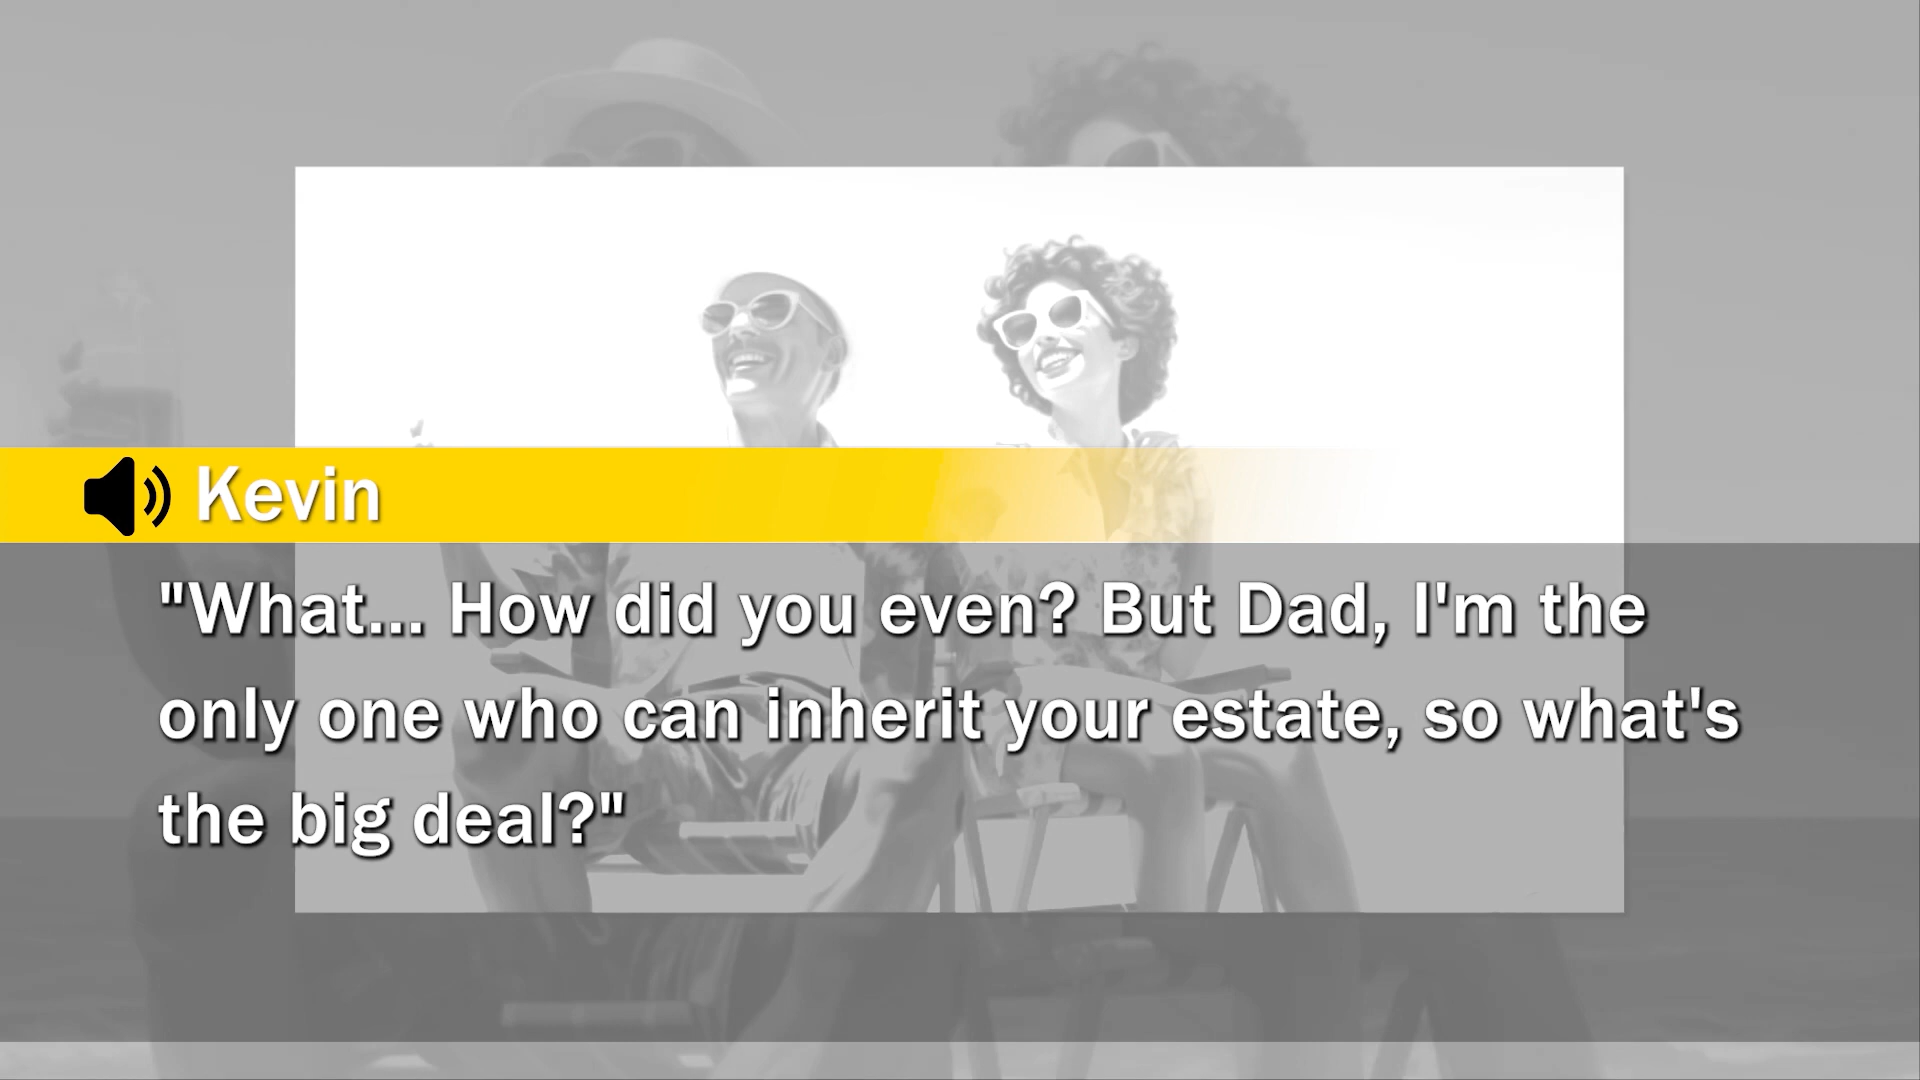 Kevin
"What... How did you even? But Dad, I'm the
only one who can inherit your estate, so what's
the big deal?"